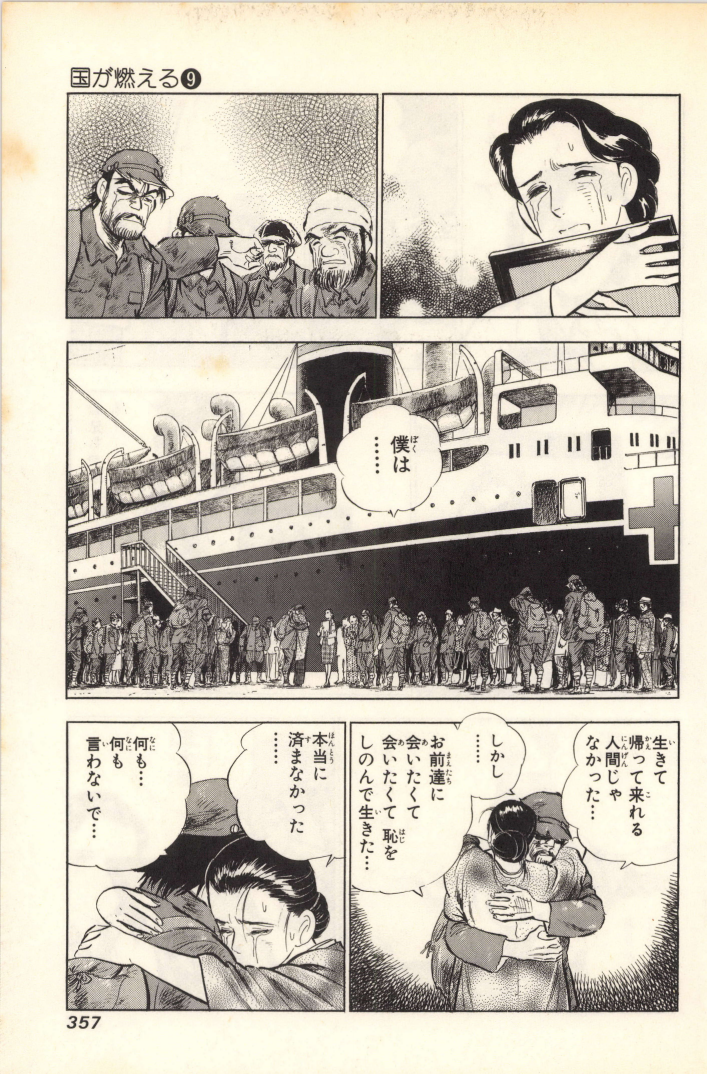 国が燃える❾
僕は
……
生きて
帰って来れる
人間じゃ
なかった…
しかし
……
お前達に
会いたくて
会いたくて 恥を
しのんで生きた…
本当に
済まなかった
……
何も…
何も
言わないで…
357